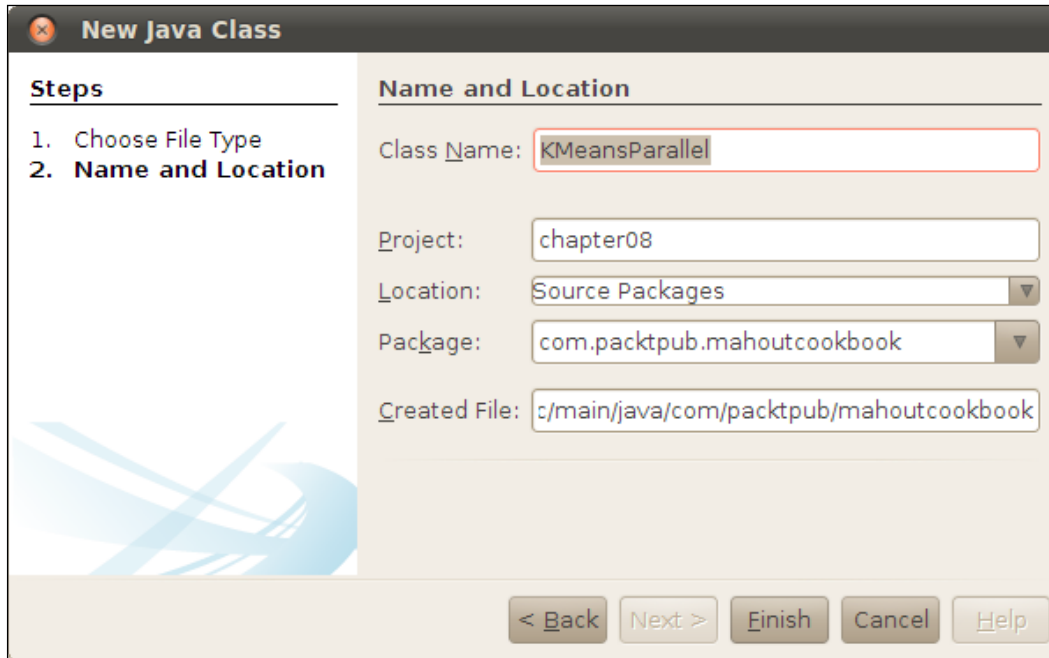 New Java Class
Steps
1. Choose File Type
2. Name and Location
Name and Location
Class Name: KMeansParallel
Project: chapter08
Location: Source Packages
Package: com.packtpub.mahoutcookbook
Created File: c/main/java/com/packtpub/mahoutcookbook
< Back Next > Finish Cancel Help